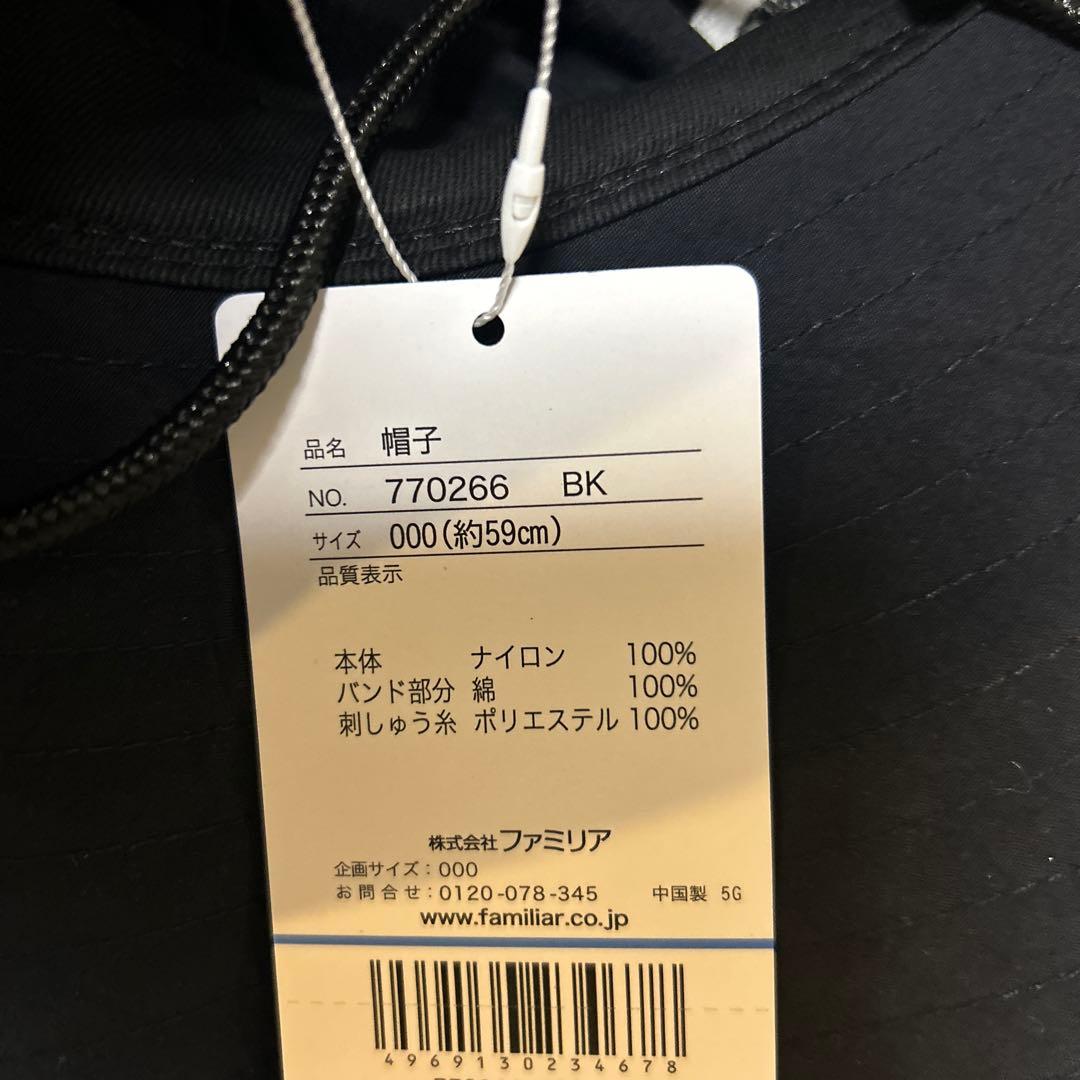 品名 帽子
NO. 770266 BK
サイズ 000(約59cm)
品質表示
本体 ナイロン 100%
バンド部分 綿 100%
刺しゅう糸 ポリエステル 100%
株式会社ファミリア
企画サイズ：000
お問合せ：0120-078-345 中国製 5G
www.familiar.co.jp
4969130234678